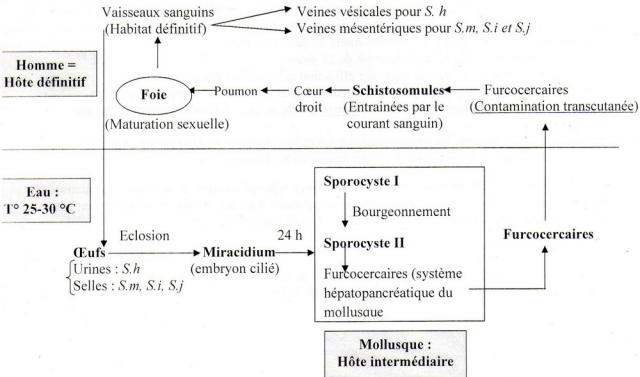 Vaisseaux sanguins
(Habitat définitif)
Veines vésicales pour S. h
Veines mésentériques pour S.m, S.i et S.j
Homme =
Hôte définitif
Foie
(Maturation sexuelle)
Poumon
Cœur
droit
Schistosomules
(Entrainées par le
courant sanguin)
Furcocercaires
(Contamination transcutanée)
Eau :
T° 25-30 °C
Œufs
Urines : S.h
Selles : S.m, S.i, S.j
Eclosion
Miracidium
(embryon cilié)
24 h
Sporocyste I
Bourgeonnement
Sporocyste II
Furcocercaires (système
hépatopancréatique du
mollusque
Furcocercaires
Mollusque :
Hôte intermédiaire